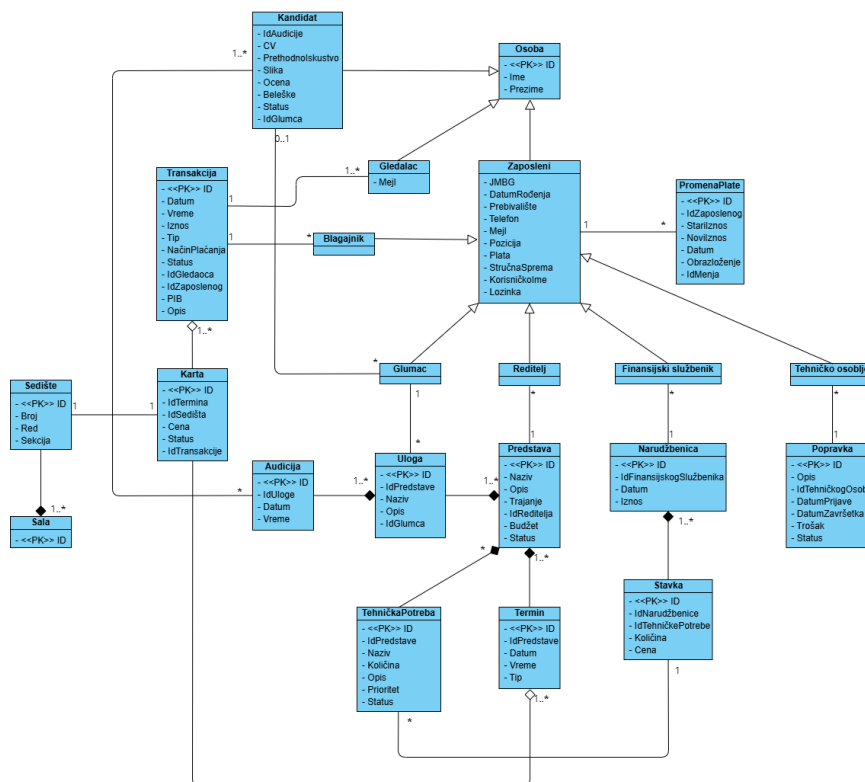 Kandidat
- IdAudicije
- CV
- PrethodnoIskustvo
- Slika
- Ocena
- Beleške
- Status
- IdGlumca
1..*
0..1
Osoba
- <<PK>> ID
- Ime
- Prezime
Transakcija
- <<PK>> ID
- Datum
- Vreme
- Iznos
- Tip
- NačinPlaćanja
- Status
- IdGledaoca
- IdZaposlenog
- PIB
- Opis
1
1..*
1
*
1..*
Gledalac
- Mejl
Blagajnik
Zaposleni
- JMBG
- DatumRođenja
- Prebivalište
- Telefon
- Mejl
- Pozicija
- Plata
- StručnaSprema
- KorisničkoIme
- Lozinka
1
*
PromenaPlate
- <<PK>> ID
- IdZaposlenog
- StariIznos
- NoviIznos
- Datum
- Obrazloženje
- IdMenja
*
Glumac
1
Reditelj
*
Finansijski službenik
*
Tehničko osoblje
*
Sedište
- <<PK>> ID
- Broj
- Red
- Sekcija
1
1
1..*
Sala
- <<PK>> ID
Karta
- <<PK>> ID
- IdTermina
- IdSedišta
- Cena
- Status
- IdTransakcije
*
Audicija
- <<PK>> ID
- IdUloge
- Datum
- Vreme
1..*
*
Uloga
- <<PK>> ID
- IdPredstave
- Naziv
- Opis
- IdGlumca
1..*
1
Predstava
- <<PK>> ID
- Naziv
- Opis
- Trajanje
- IdReditelja
- Budžet
- Status
*
1..*
1
Narudžbenica
- <<PK>> ID
- IdFinansijskogSlužbenika
- Datum
- Iznos
1..*
1
Popravka
- <<PK>> ID
- Opis
- IdTehničkogOsob
- DatumPrijave
- DatumZavršetka
- Trošak
- Status
TehničkaPotreba
- <<PK>> ID
- IdPredstave
- Naziv
- Količina
- Opis
- Prioritet
- Status
*
Termin
- <<PK>> ID
- IdPredstave
- Datum
- Vreme
- Tip
1..*
Stavka
- <<PK>> ID
- IdNarudžbenice
- IdTehničkePotrebe
- Količina
- Cena
1